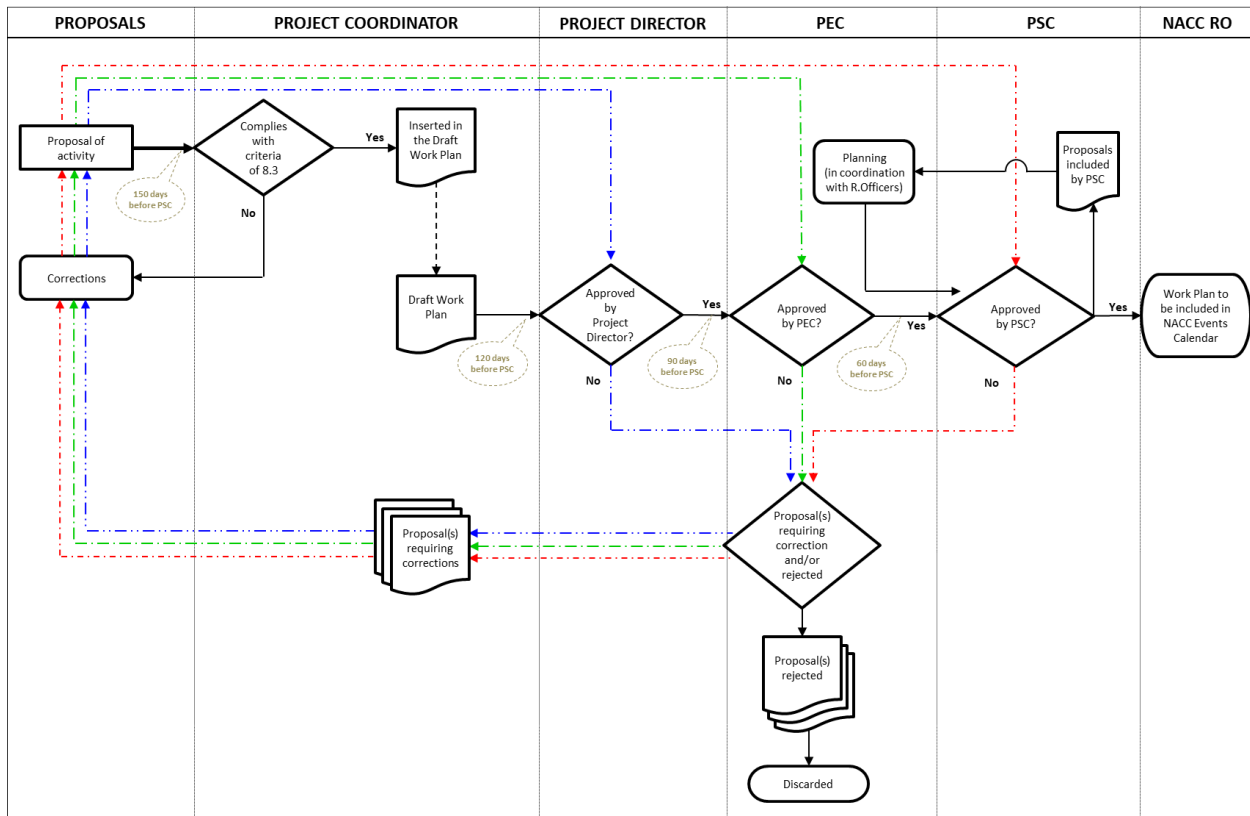 PROPOSALS
PROJECT COORDINATOR
PROJECT DIRECTOR
PEC
PSC
NACC RO
Proposal of
activity
150 days
before PSC
Complies
with
criteria
of 8.3
Yes
No
Inserted in
the Draft
Work Plan
Planning
(in coordination
with R.Officers)
Proposals
included
by PSC
Corrections
Draft Work
Plan
120 days
before PSC
Approved
by
Project
Director?
Yes
No
90 days
before PSC
Approved
by PEC?
Yes
No
60 days
before PSC
Approved
by PSC?
Yes
No
Work Plan to
be included in
NACC Events
Calendar
Proposal(s)
requiring
corrections
Proposal(s)
requiring
correction
and/or
rejected
Proposal(s)
rejected
Discarded